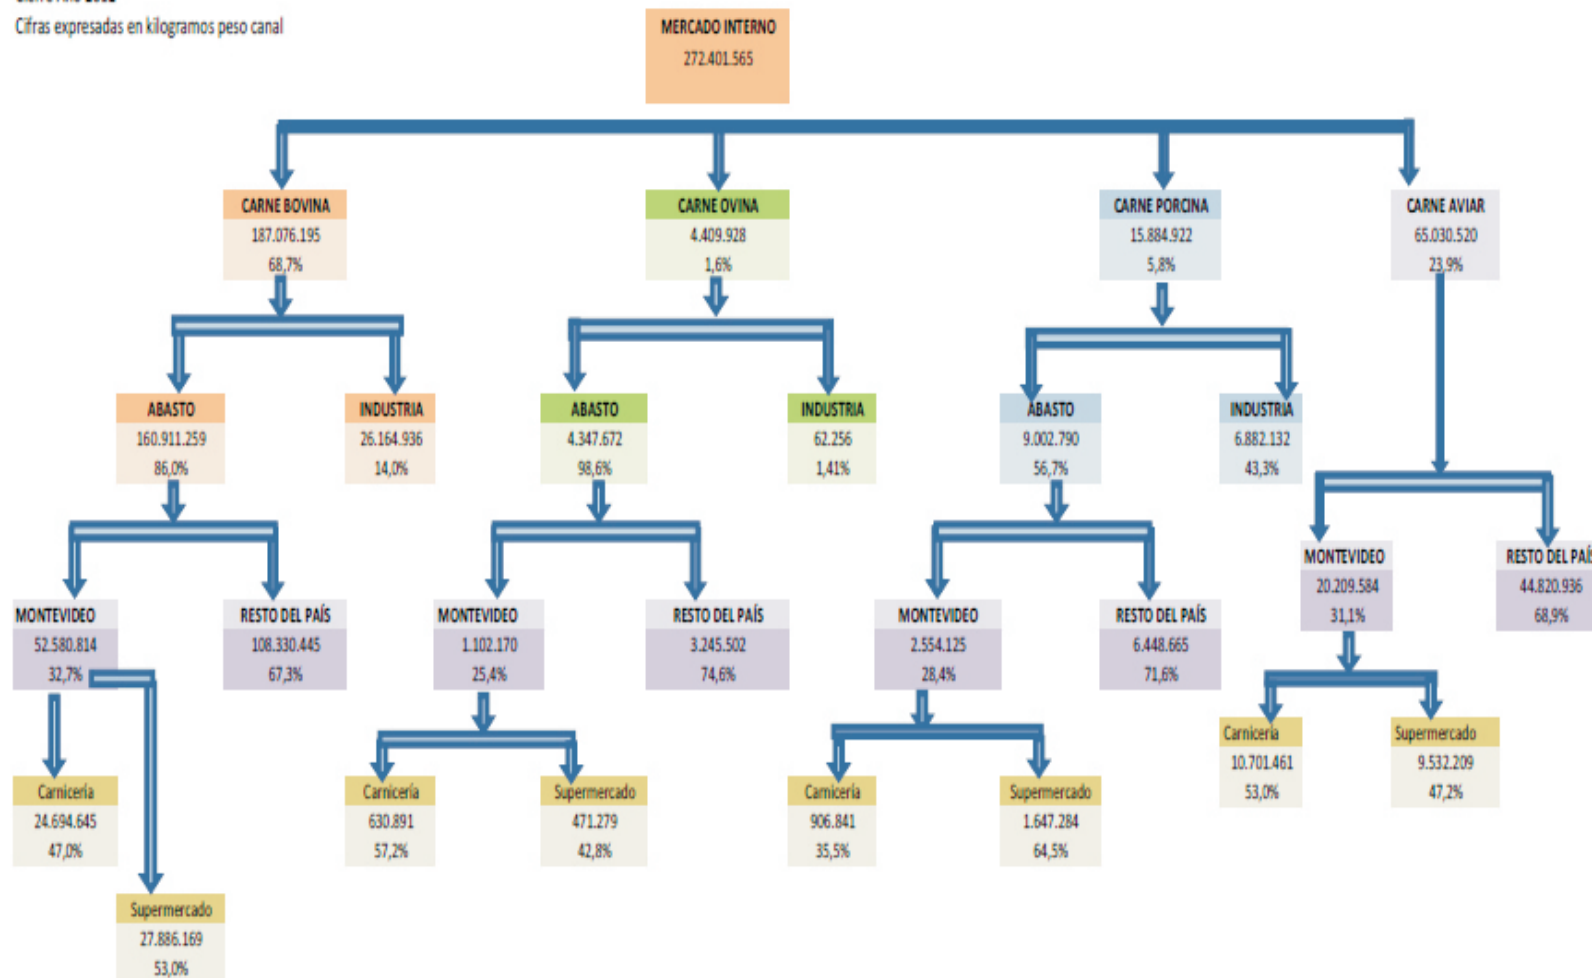 Cifras expresadas en kilogramos peso canal
MERCADO INTERNO
272.401.565
CARNE BOVINA
187.076.195
68,7%
CARNE OVINA
4.409.928
1,6%
CARNE PORCINA
15.884.922
5,8%
CARNE AVIAR
65.030.520
23,9%
ABASTO
160.911.259
86,0%
INDUSTRIA
26.164.936
14,0%
ABASTO
4.347.672
98,6%
INDUSTRIA
62.256
1,41%
ABASTO
9.002.790
56,7%
INDUSTRIA
6.882.132
43,3%
MONTEVIDEO
20.209.584
31,1%
RESTO DEL PAÍS
44.820.936
68,9%
MONTEVIDEO
52.580.814
32,7%
RESTO DEL PAÍS
108.330.445
67,3%
MONTEVIDEO
1.102.170
25,4%
RESTO DEL PAÍS
3.245.502
74,6%
MONTEVIDEO
2.554.125
28,4%
RESTO DEL PAÍS
6.448.665
71,6%
Carnicería
10.701.461
53,0%
Supermercado
9.532.209
47,2%
Carnicería
24.694.645
47,0%
Carnicería
630.891
57,2%
Supermercado
471.279
42,8%
Carnicería
906.841
35,5%
Supermercado
1.647.284
64,5%
Supermercado
27.886.169
53,0%